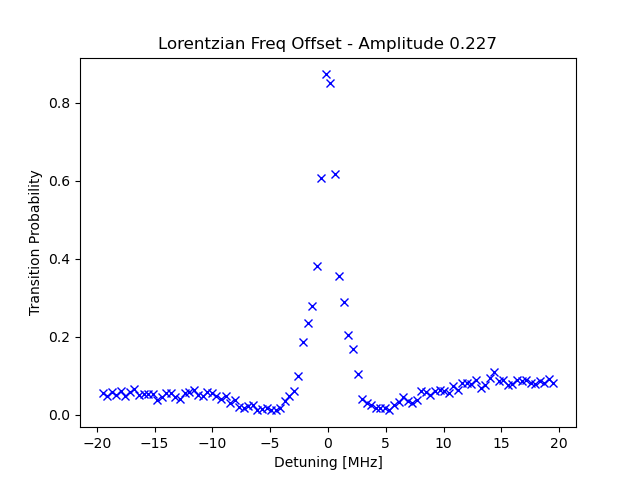 Lorentzian Freq Offset - Amplitude 0.227
Transition Probability
0.8
0.6
0.4
0.2
0.0
−20 −15 −10 −5 0 5 10 15 20
Detuning [MHz]